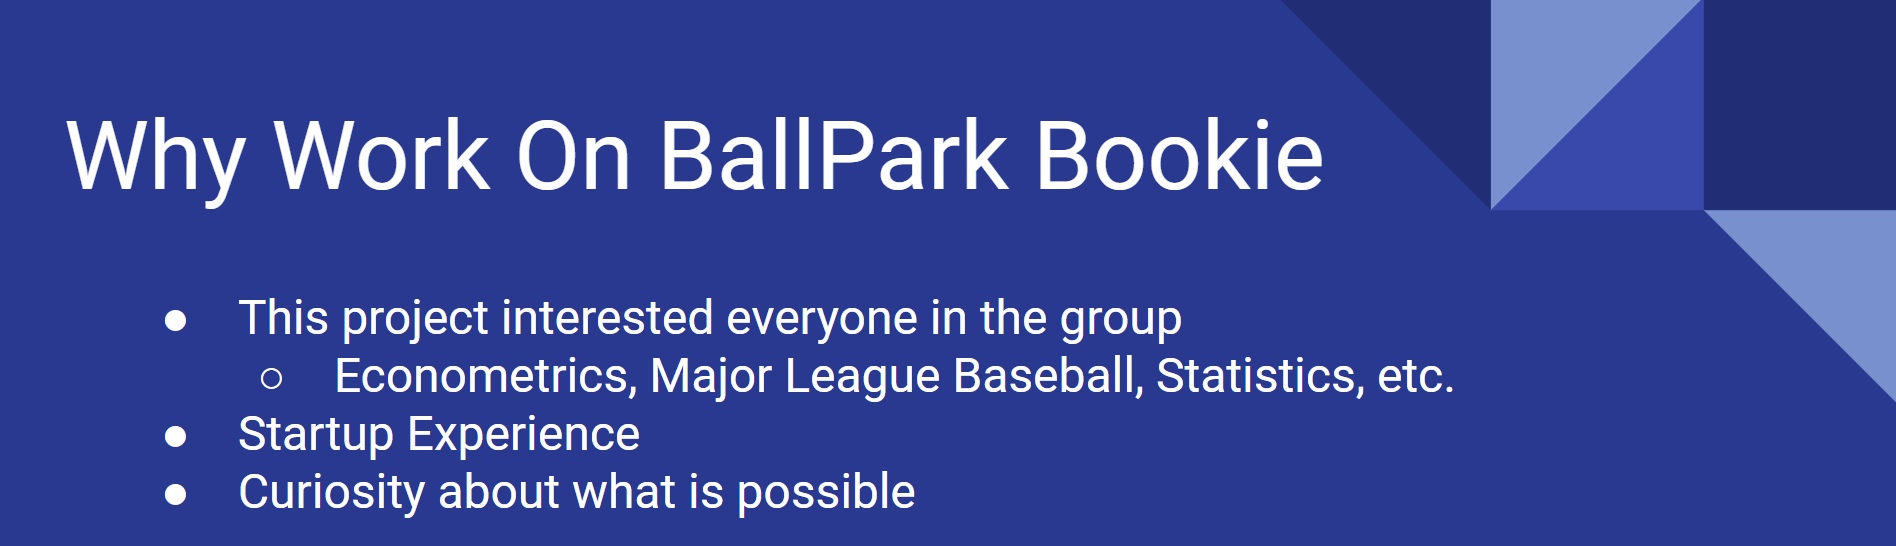 Why Work On BallPark Bookie
● This project interested everyone in the group
○ Econometrics, Major League Baseball, Statistics, etc.
● Startup Experience
● Curiosity about what is possible